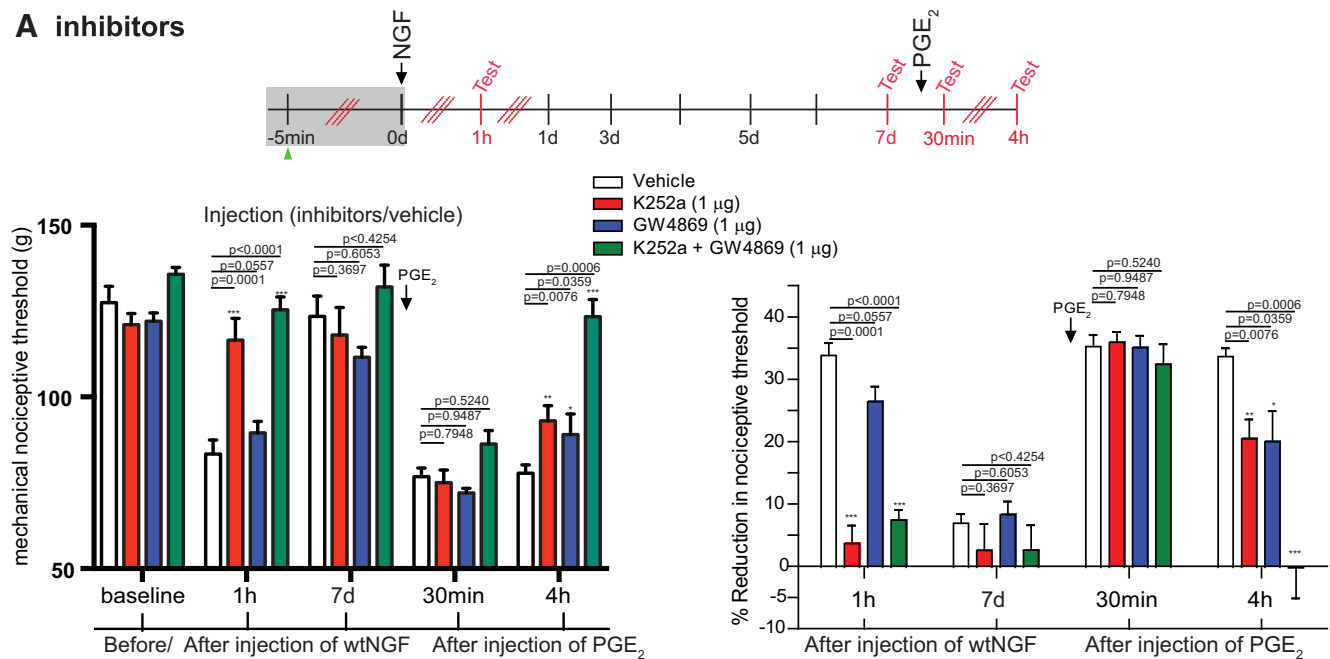 A inhibitors
NGF
PGE2
Test
Test
Test
Test
-5min
0d
1h
1d
3d
5d
7d
30min
4h
Vehicle
K252a (1 μg)
GW4869 (1 μg)
K252a + GW4869 (1 μg)
Injection (inhibitors/vehicle)
mechanical nociceptive threshold (g)
150
100
50
p<0.0001
p=0.0557
p=0.0001
***
***
p<0.4254
p=0.6053
p=0.3697
PGE2
p=0.5240
p=0.9487
p=0.7948
p=0.0006
p=0.0359
p=0.0076
**
*
***
baseline
1h
7d
30min
4h
Before/
After injection of wtNGF
After injection of PGE2
% Reduction in nociceptive threshold
40
30
20
10
0
-5
-10
p<0.0001
p=0.0557
p=0.0001
***
***
p<0.4254
p=0.6053
p=0.3697
PGE2
p=0.5240
p=0.9487
p=0.7948
p=0.0006
p=0.0359
p=0.0076
**
*
***
1h
7d
30min
4h
After injection of wtNGF
After injection of PGE2